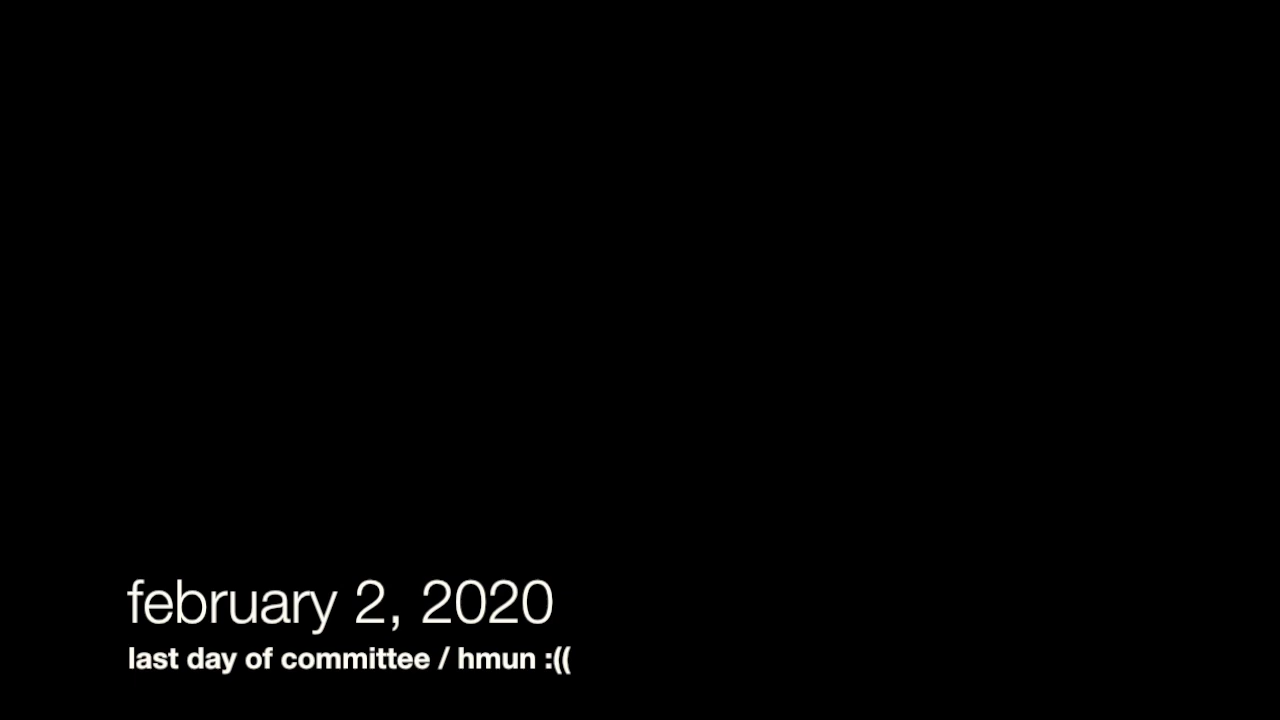 february 2, 2020
last day of committee / hmun :((